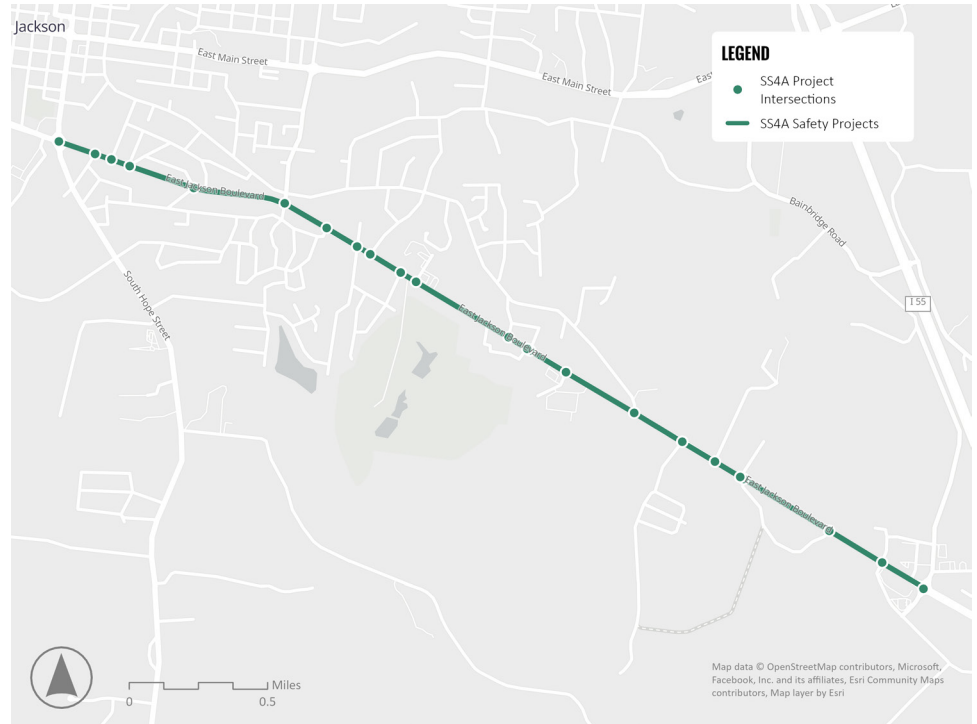 Jackson
East Main Street
East Main Street
LEGEND
SS4A Project
Intersections
SS4A Safety Projects
East Jackson Boulevard
Bainbridge Road
South Hope Street
I 55
East Jackson Boulevard
East Jackson Boulevard
Miles
0
0.5
Map data © OpenStreetMap contributors, Microsoft,
Facebook, Inc. and its affiliates, Esri Community Maps
contributors, Map layer by Esri